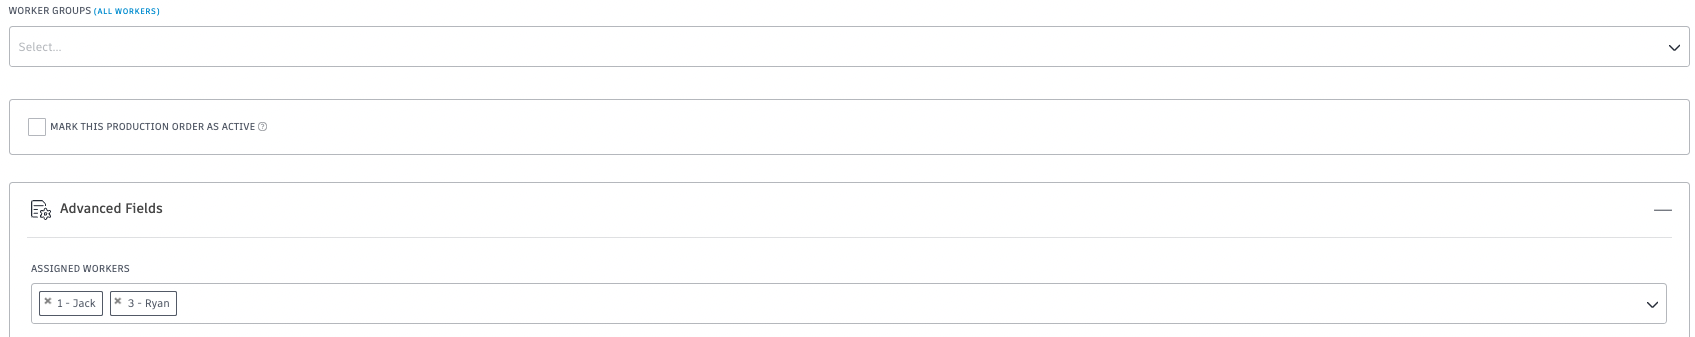 WORKER GROUPS (ALL WORKERS)
Select...
MARK THIS PRODUCTION ORDER AS ACTIVE ?
Advanced Fields
ASSIGNED WORKERS
× 1 - Jack × 3 - Ryan